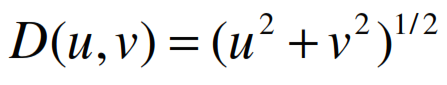 D(u, v) = (u² + v²)^{1/2}